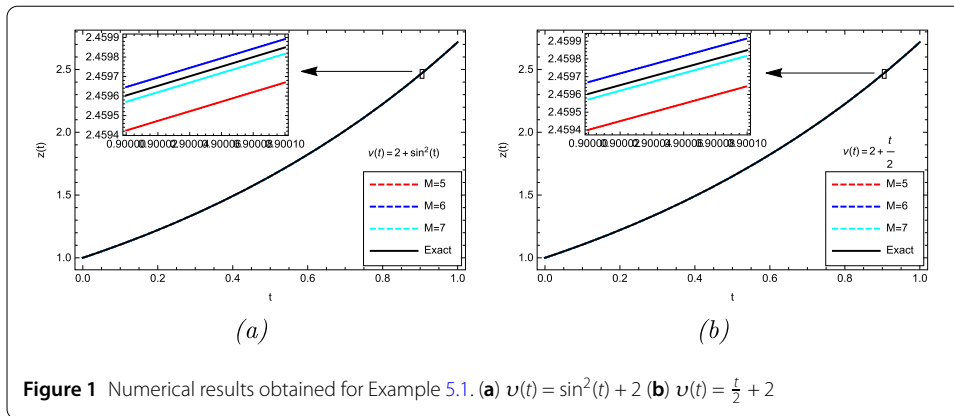 2.4599
2.4598
2.4597
2.4596
2.4595
2.4594
0.90000 0.90002 0.90004 0.90006 0.90008 0.90010
z(t)
2.5
2.0
1.5
1.0
0.0 0.2 0.4 0.6 0.8 1.0
t
v(t)=2+sin²(t)
M=5
M=6
M=7
Exact
(a)
2.4599
2.4598
2.4597
2.4596
2.4595
2.4594
0.90000 0.90002 0.90004 0.90006 0.90008 0.90010
z(t)
2.5
2.0
1.5
1.0
0.0 0.2 0.4 0.6 0.8 1.0
t
v(t)=2+t/2
M=5
M=6
M=7
Exact
(b)
Figure 1 Numerical results obtained for Example 5.1. (a) υ(t) = sin²(t) + 2 (b) υ(t) = t/2 + 2